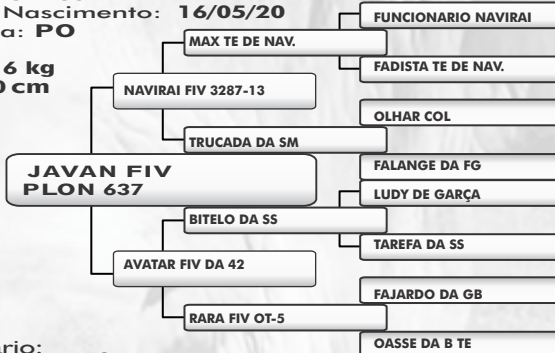 Nascimento: 16/05/20
a: PO
6 kg
0 cm
FUNCIONARIO NAVIRAI
MAX TE DE NAV.
FADISTA TE DE NAV.
NAVIRAI FIV 3287-13
OLHAR COL
TRUCADA DA SM
FALANGE DA FG
JAVAN FIV
PLON 637
LUDY DE GARÇA
BITELO DA SS
TAREFA DA SS
AVATAR FIV DA 42
FAJARDO DA GB
RARA FIV OT-5
OASSE DA B TE
ário: